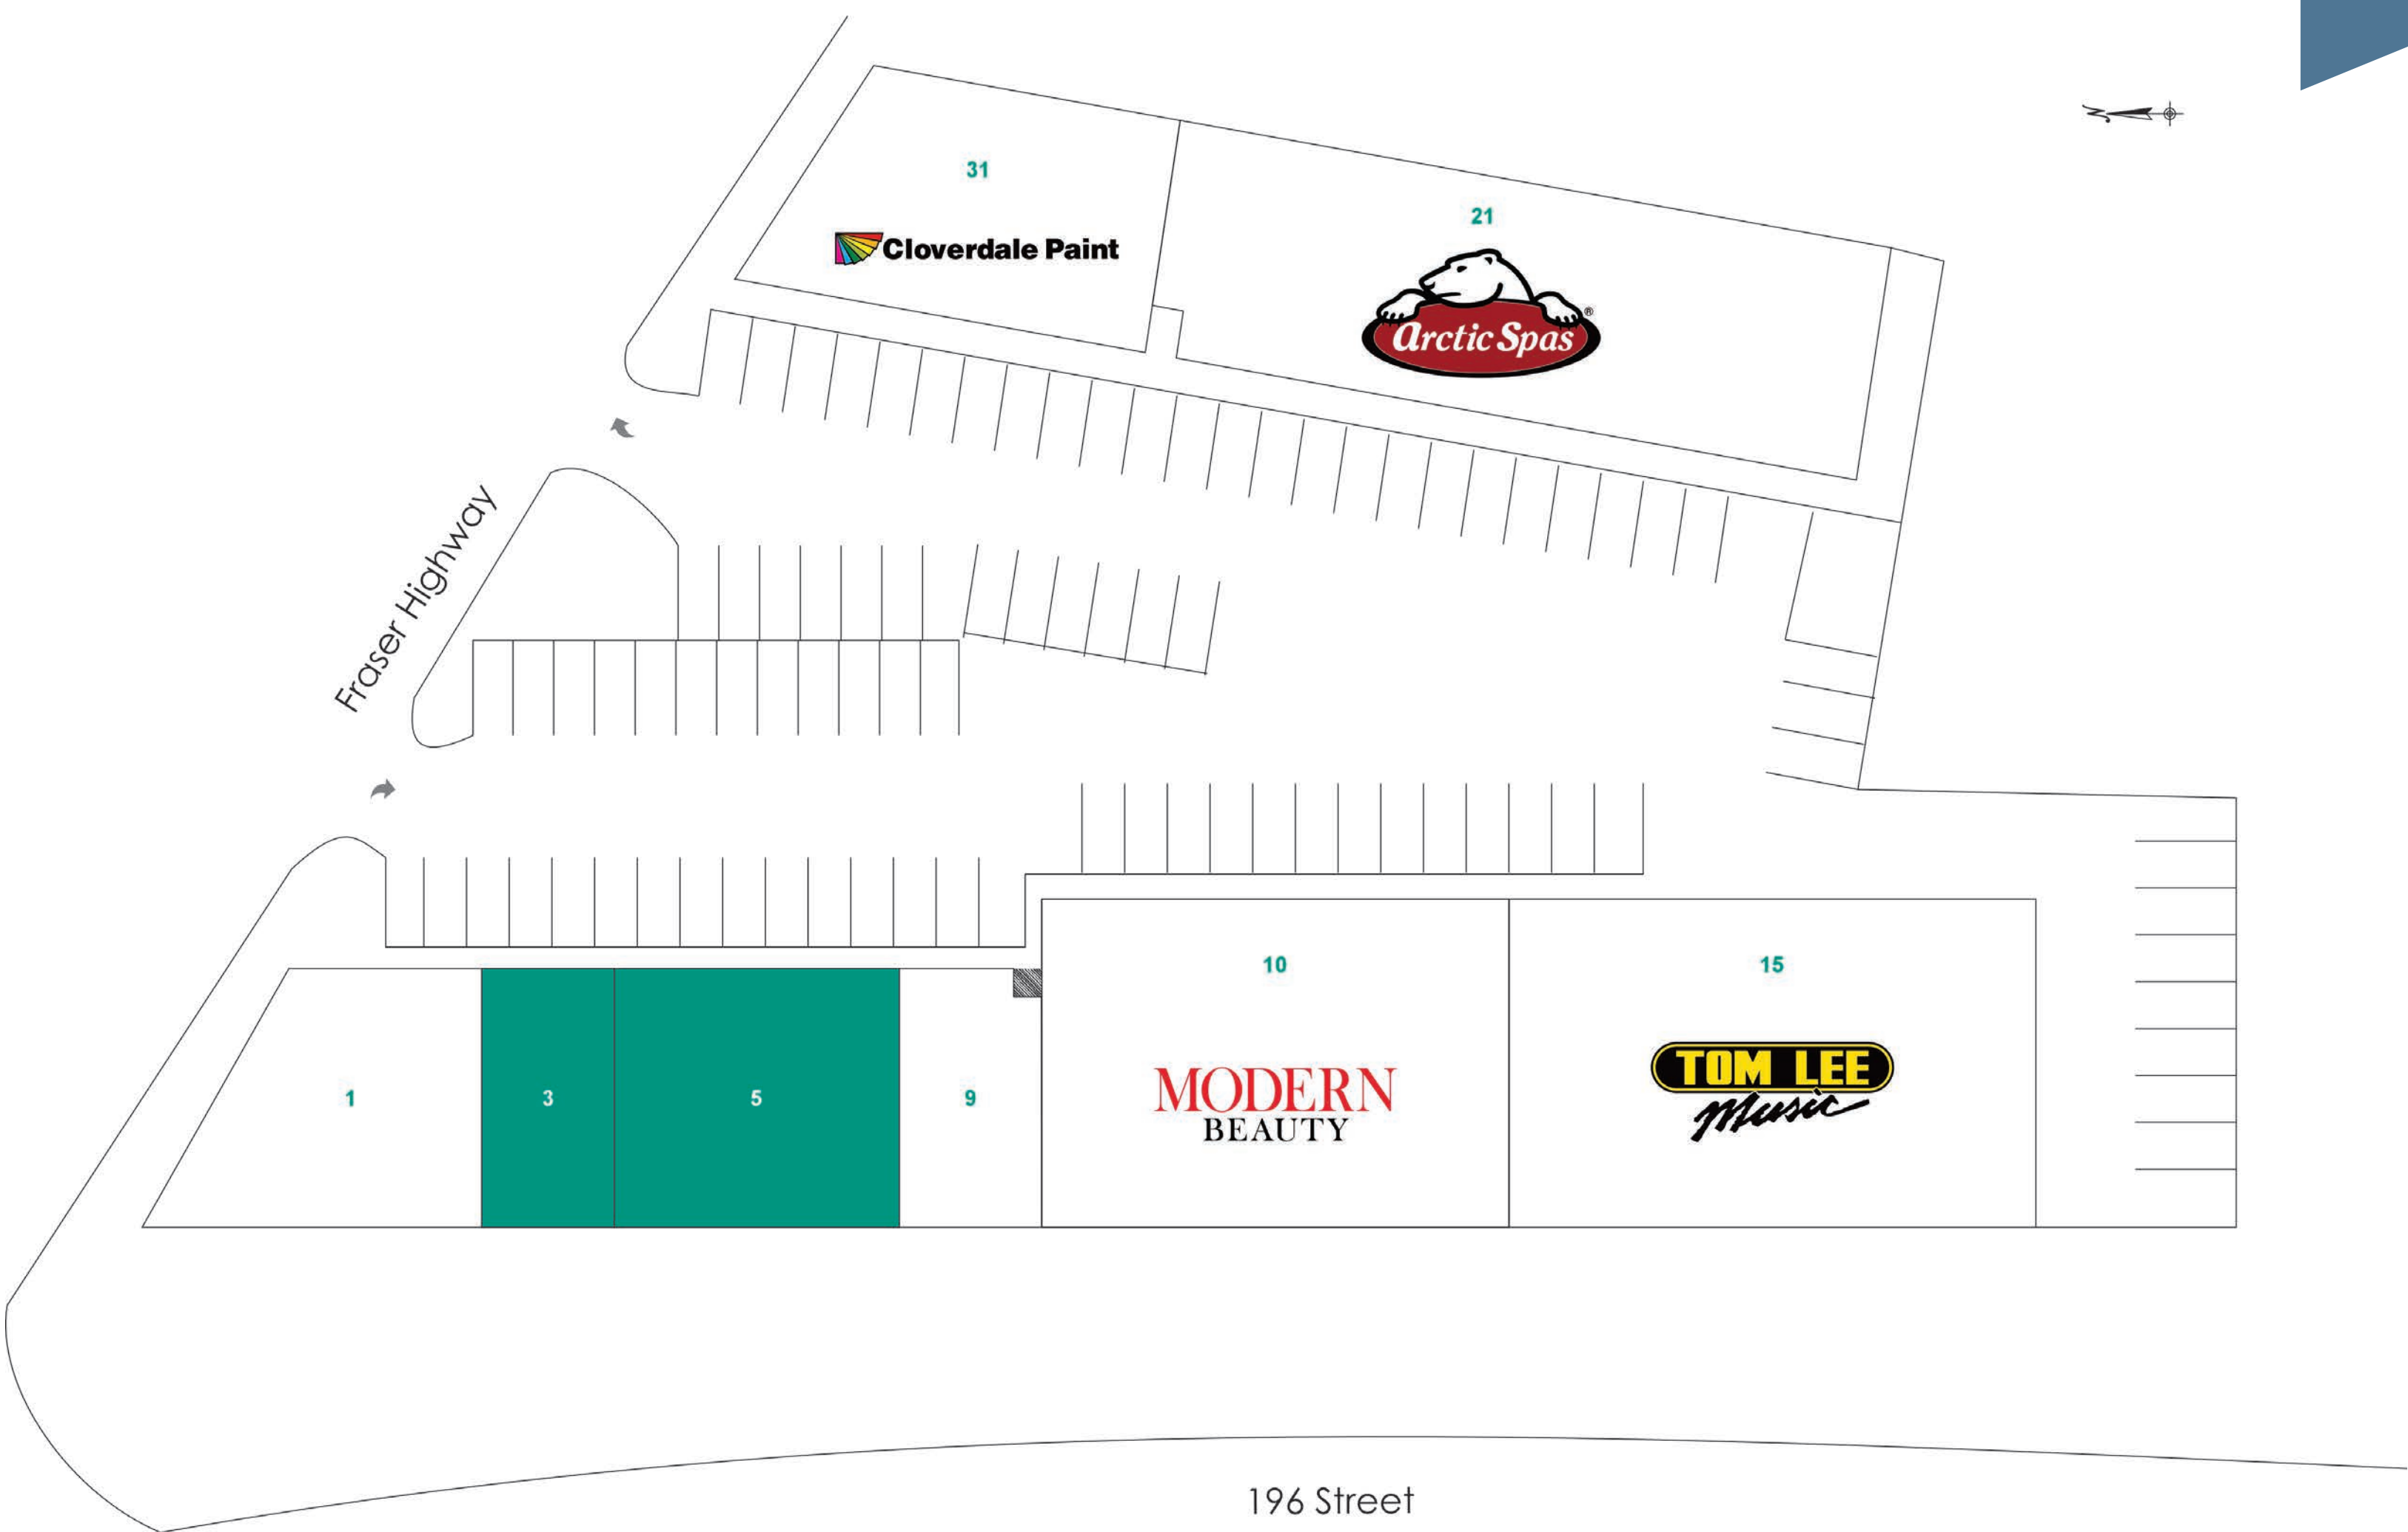 N
31
Cloverdale Paint
21
Arctic Spas®
Fraser Highway
10
15
MODERN
BEAUTY
TOM LEE
Music
1
3
5
9
196 Street